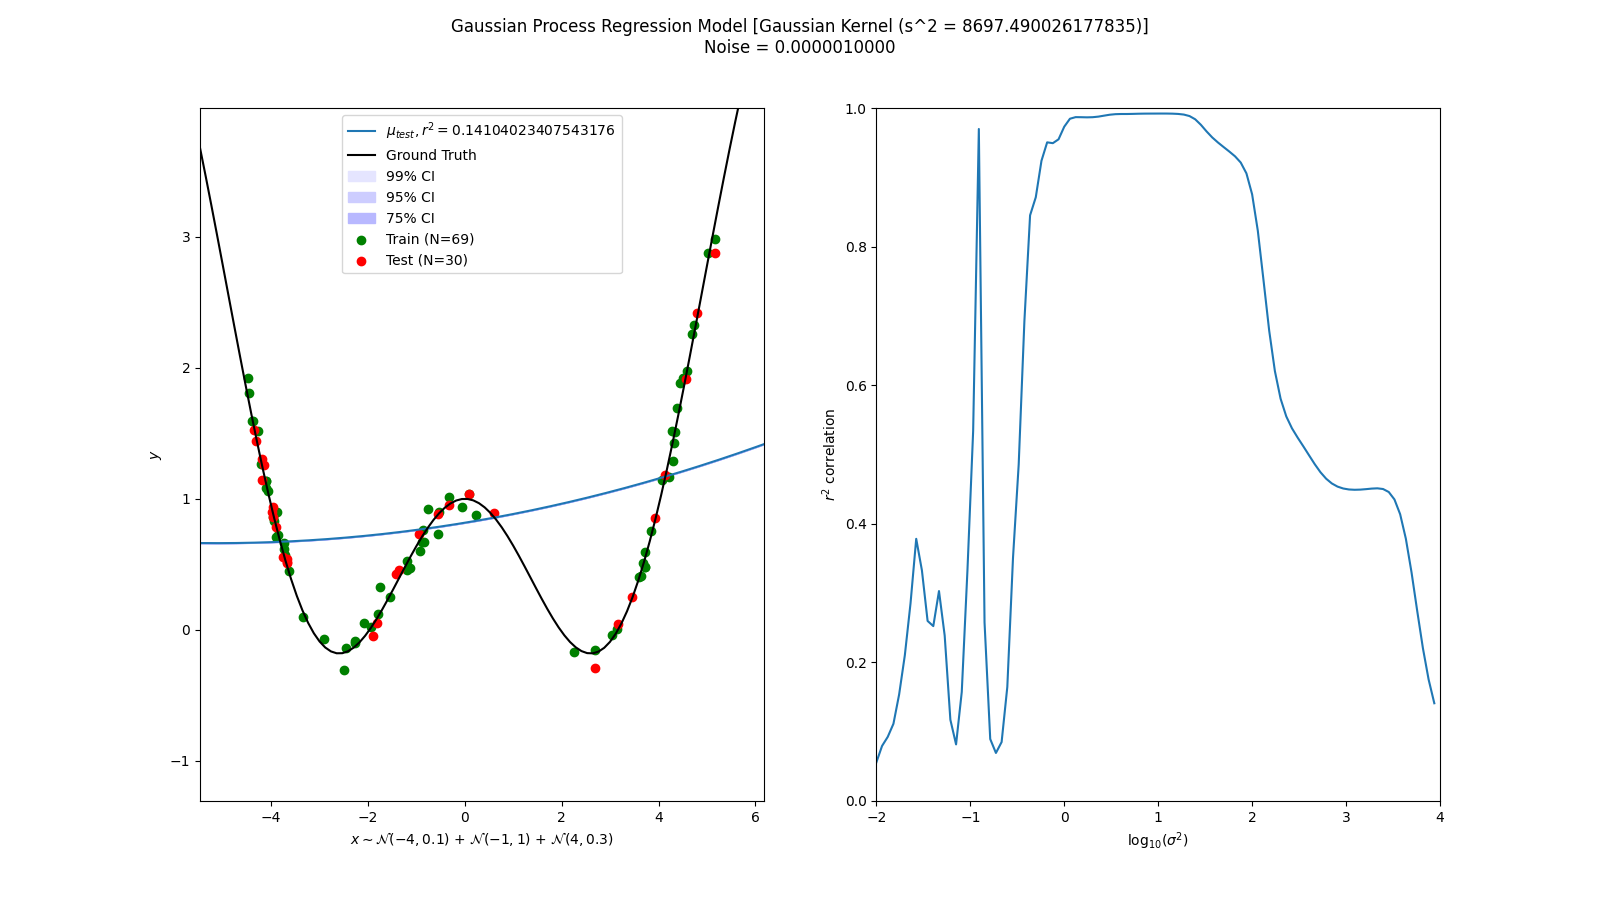 Gaussian Process Regression Model [Gaussian Kernel (s^2 = 8697.490026177835)]
Noise = 0.0000010000
μ_test, r² = 0.14104023407543176
Ground Truth
99% CI
95% CI
75% CI
Train (N=69)
Test (N=30)
y
3
2
1
0
−1
−4 −2 0 2 4 6
x ~ 𝒩(−4, 0.1) + 𝒩(−1, 1) + 𝒩(4, 0.3)
r² correlation
1.0
0.8
0.6
0.4
0.2
0.0
−2 −1 0 1 2 3 4
log₁₀(σ²)